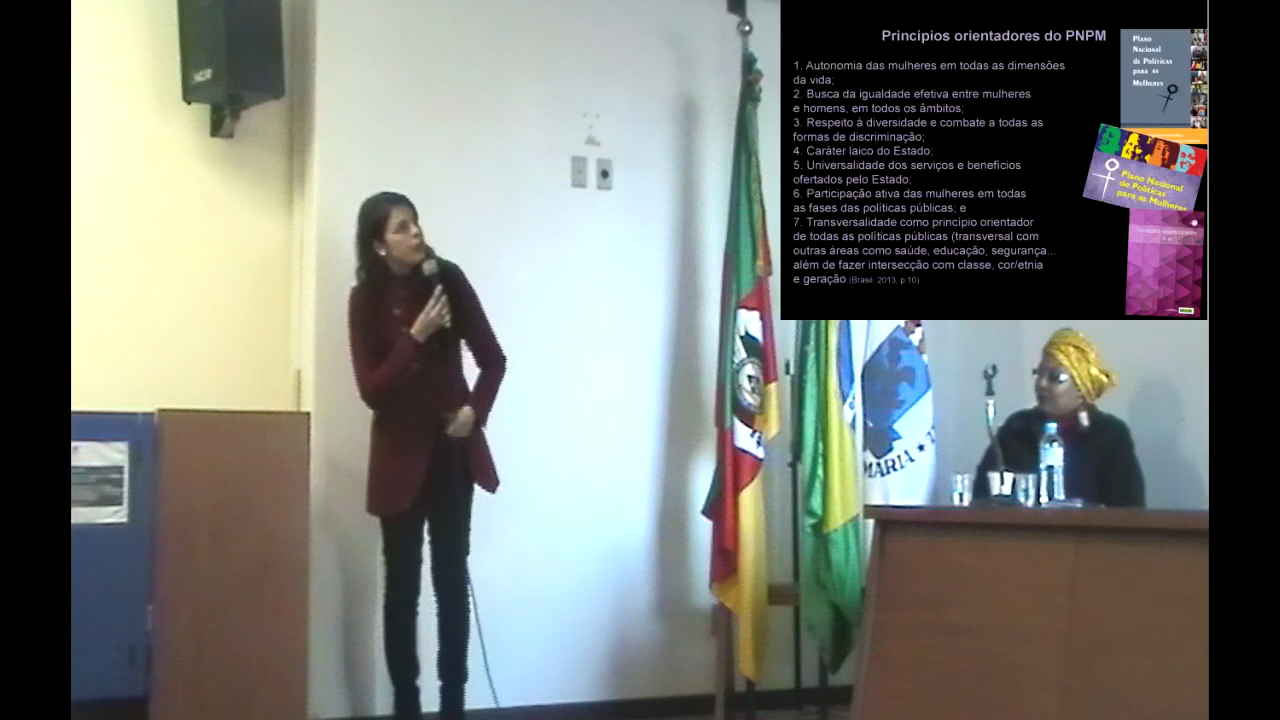 Principios orientadores do PNPM
1. Autonomia das mulheres em todas as dimensões
da vida;
2. Busca da igualdade efetiva entre mulheres
e homens, em todos os âmbitos;
3. Respeito à diversidade e combate a todas as
formas de discriminação;
4. Caráter laico do Estado;
5. Universalidade dos serviços e benefícios
ofertados pelo Estado;
6. Participação ativa das mulheres em todas
as fases das políticas públicas; e
7. Transversalidade como principio orientador
de todas as políticas públicas (transversal com
outras áreas como saúde, educação, segurança...
além de fazer intersecção com classe, cor/etnia
e geração (Brasil. 2013, p.10)
Plano
Nacional
de Políticas
para as
Mulheres
Plano Nacional
de Políticas
para as Mulheres
MARIA ★